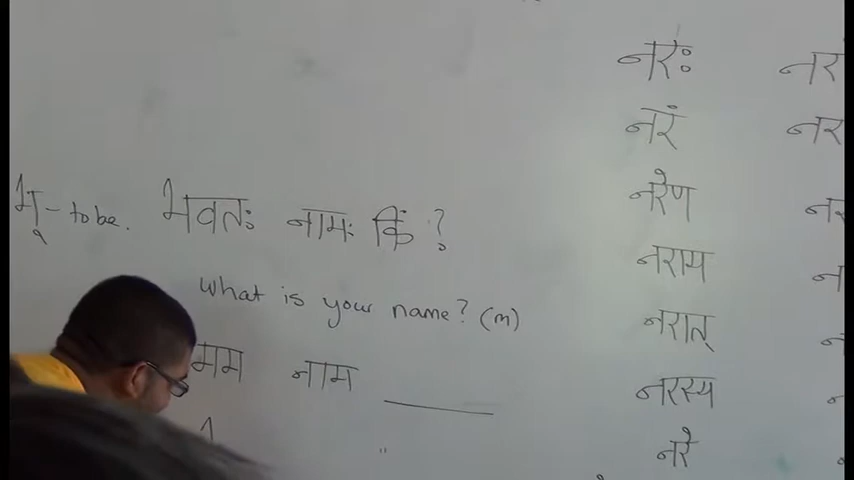 भू - to be. भवतः नामः किं ?
What is your name? (m)
मम नाम
नरः
नरं
नरेण
नराय
नरात्
नरस्य
नरे